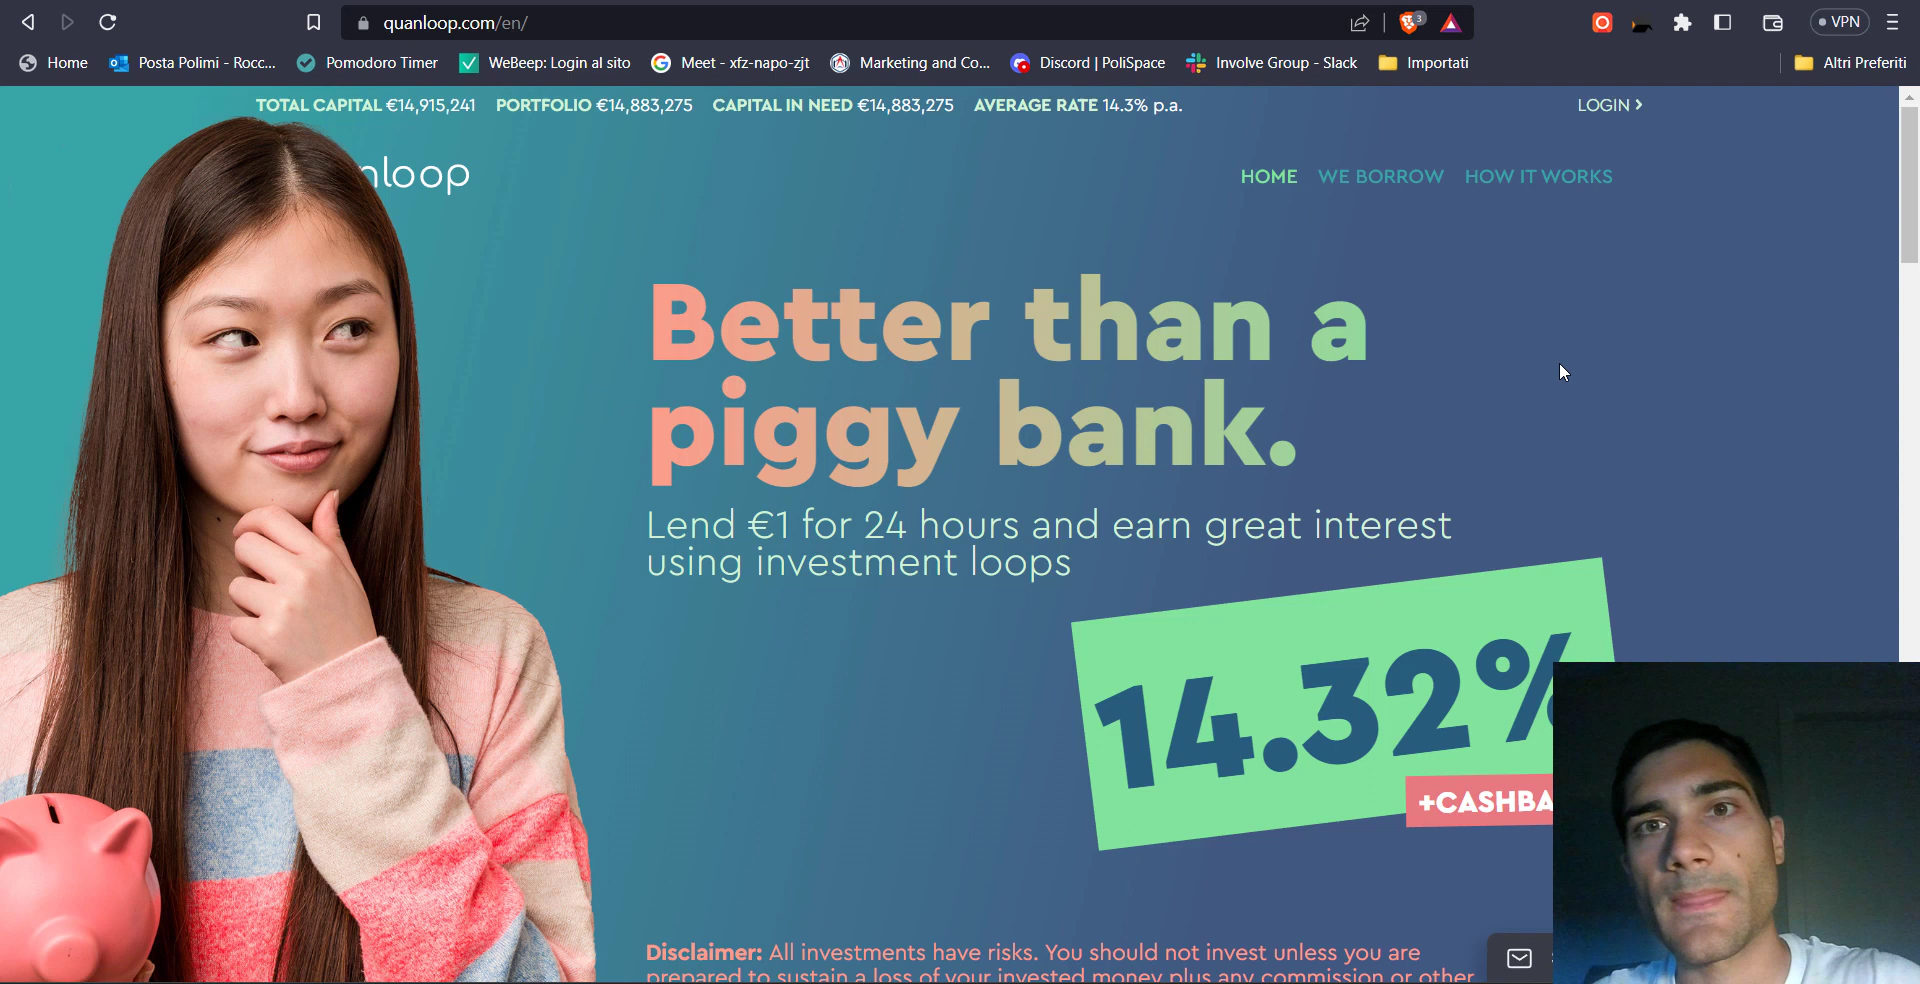 quanloop.com/en/
3
VPN
Home
Posta Polimi - Rocc...
Pomodoro Timer
WeBeep: Login al sito
Meet - xfz-napo-zjt
Marketing and Co...
Discord | PoliSpace
Involve Group - Slack
Importati
Altri Preferiti
TOTAL CAPITAL €14,915,241 PORTFOLIO €14,883,275 CAPITAL IN NEED €14,883,275 AVERAGE RATE 14.3% p.a.
LOGIN >
nloop
HOME WE BORROW HOW IT WORKS
Better than a
piggy bank.
Lend €1 for 24 hours and earn great interest
using investment loops
14.32%
+CASHBA
Disclaimer: All investments have risks. You should not invest unless you are
prepared to sustain a loss of your invested money plus any commission or other